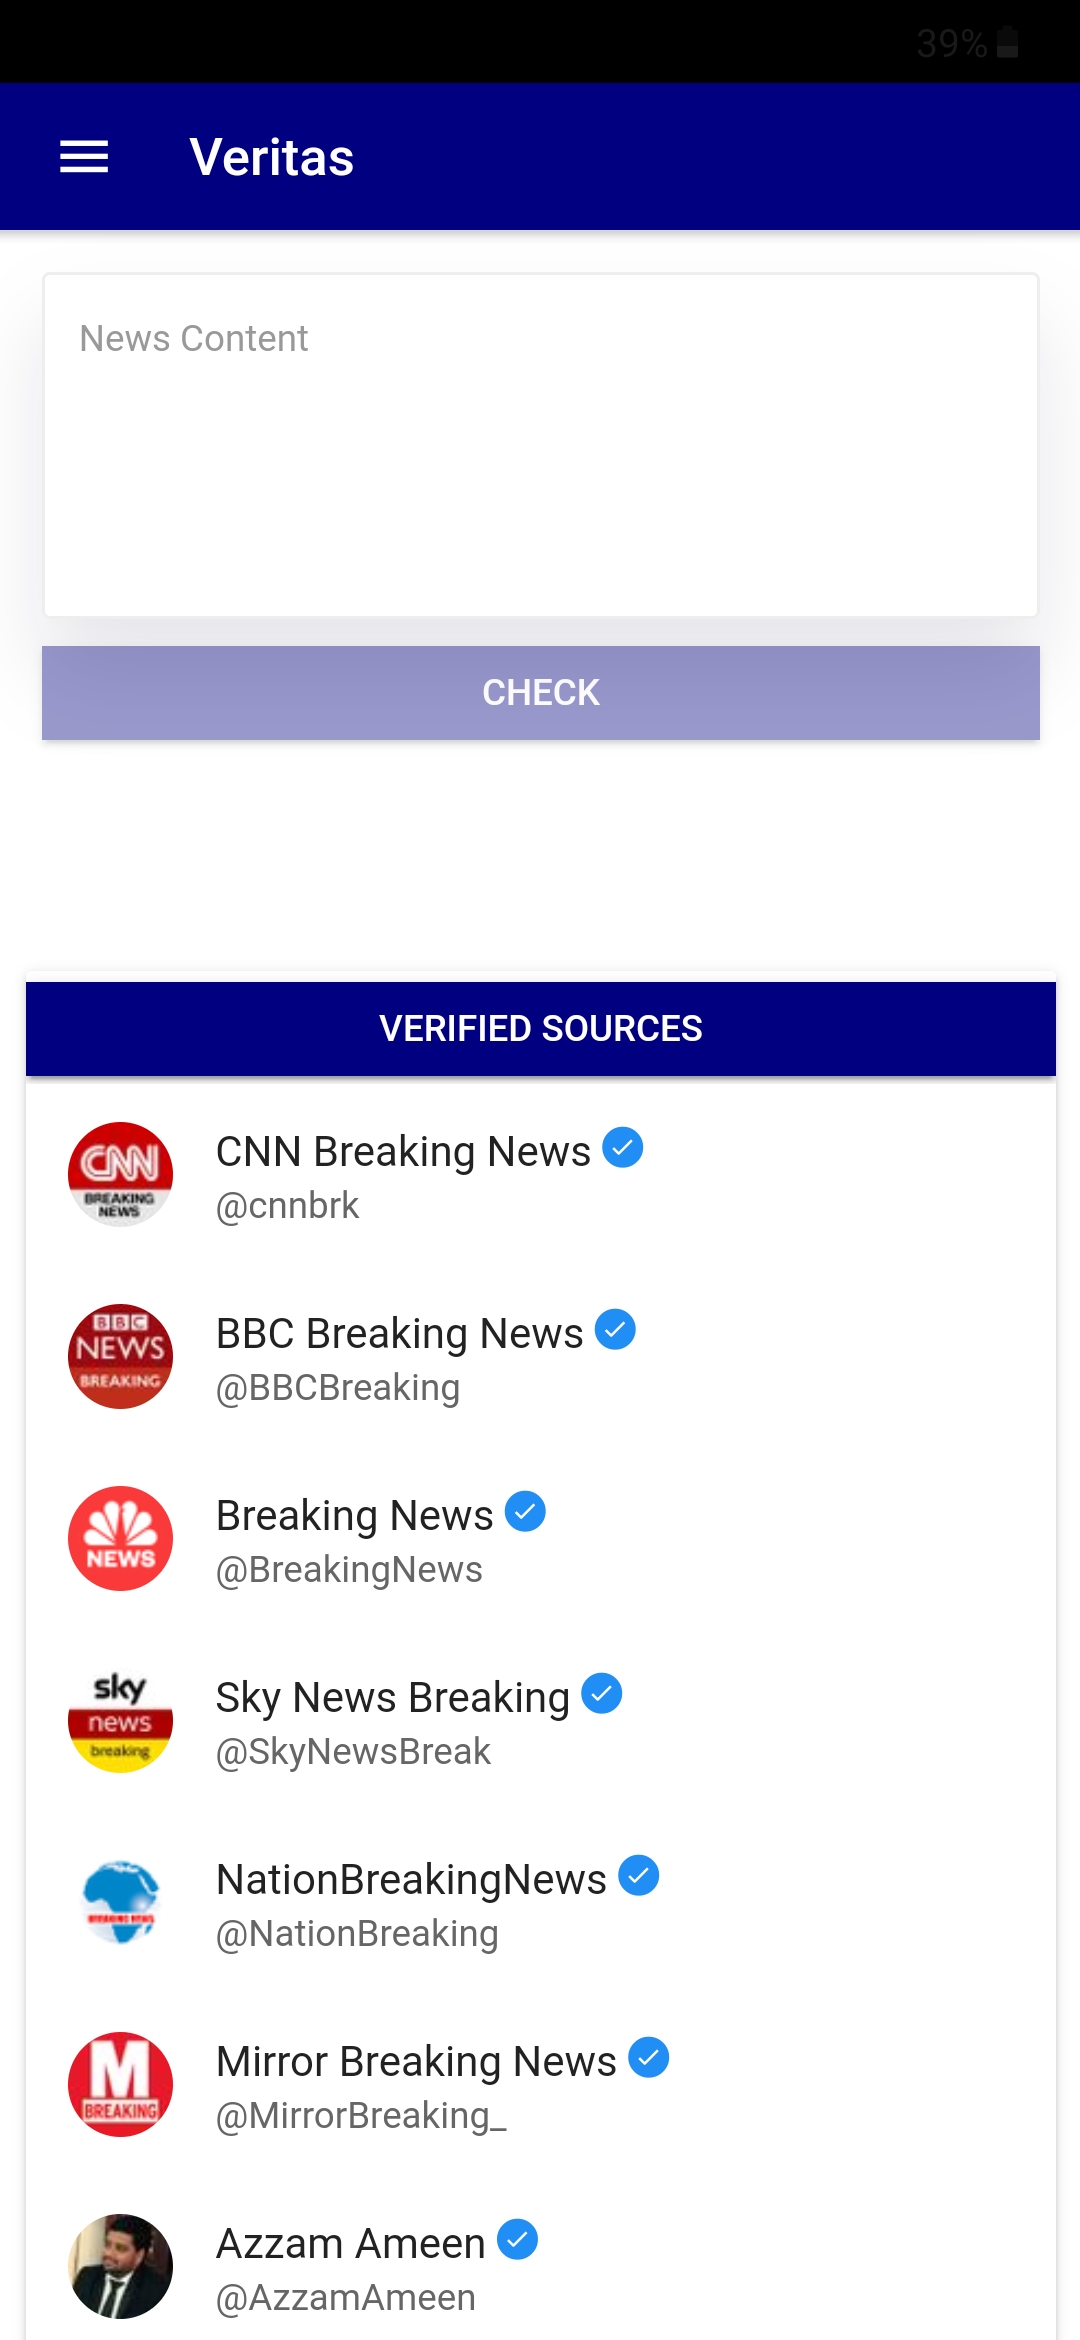 39%
Veritas
News Content
CHECK
VERIFIED SOURCES
CNN
BREAKING
NEWS
CNN Breaking News
@cnnbrk
BBC
NEWS
BREAKING
BBC Breaking News
@BBCBreaking
NEWS
Breaking News
@BreakingNews
sky
news
breaking
Sky News Breaking
@SkyNewsBreak
BREAKING NEWS
NationBreakingNews
@NationBreaking
M
BREAKING
Mirror Breaking News
@MirrorBreaking_
Azzam Ameen
@AzzamAmeen